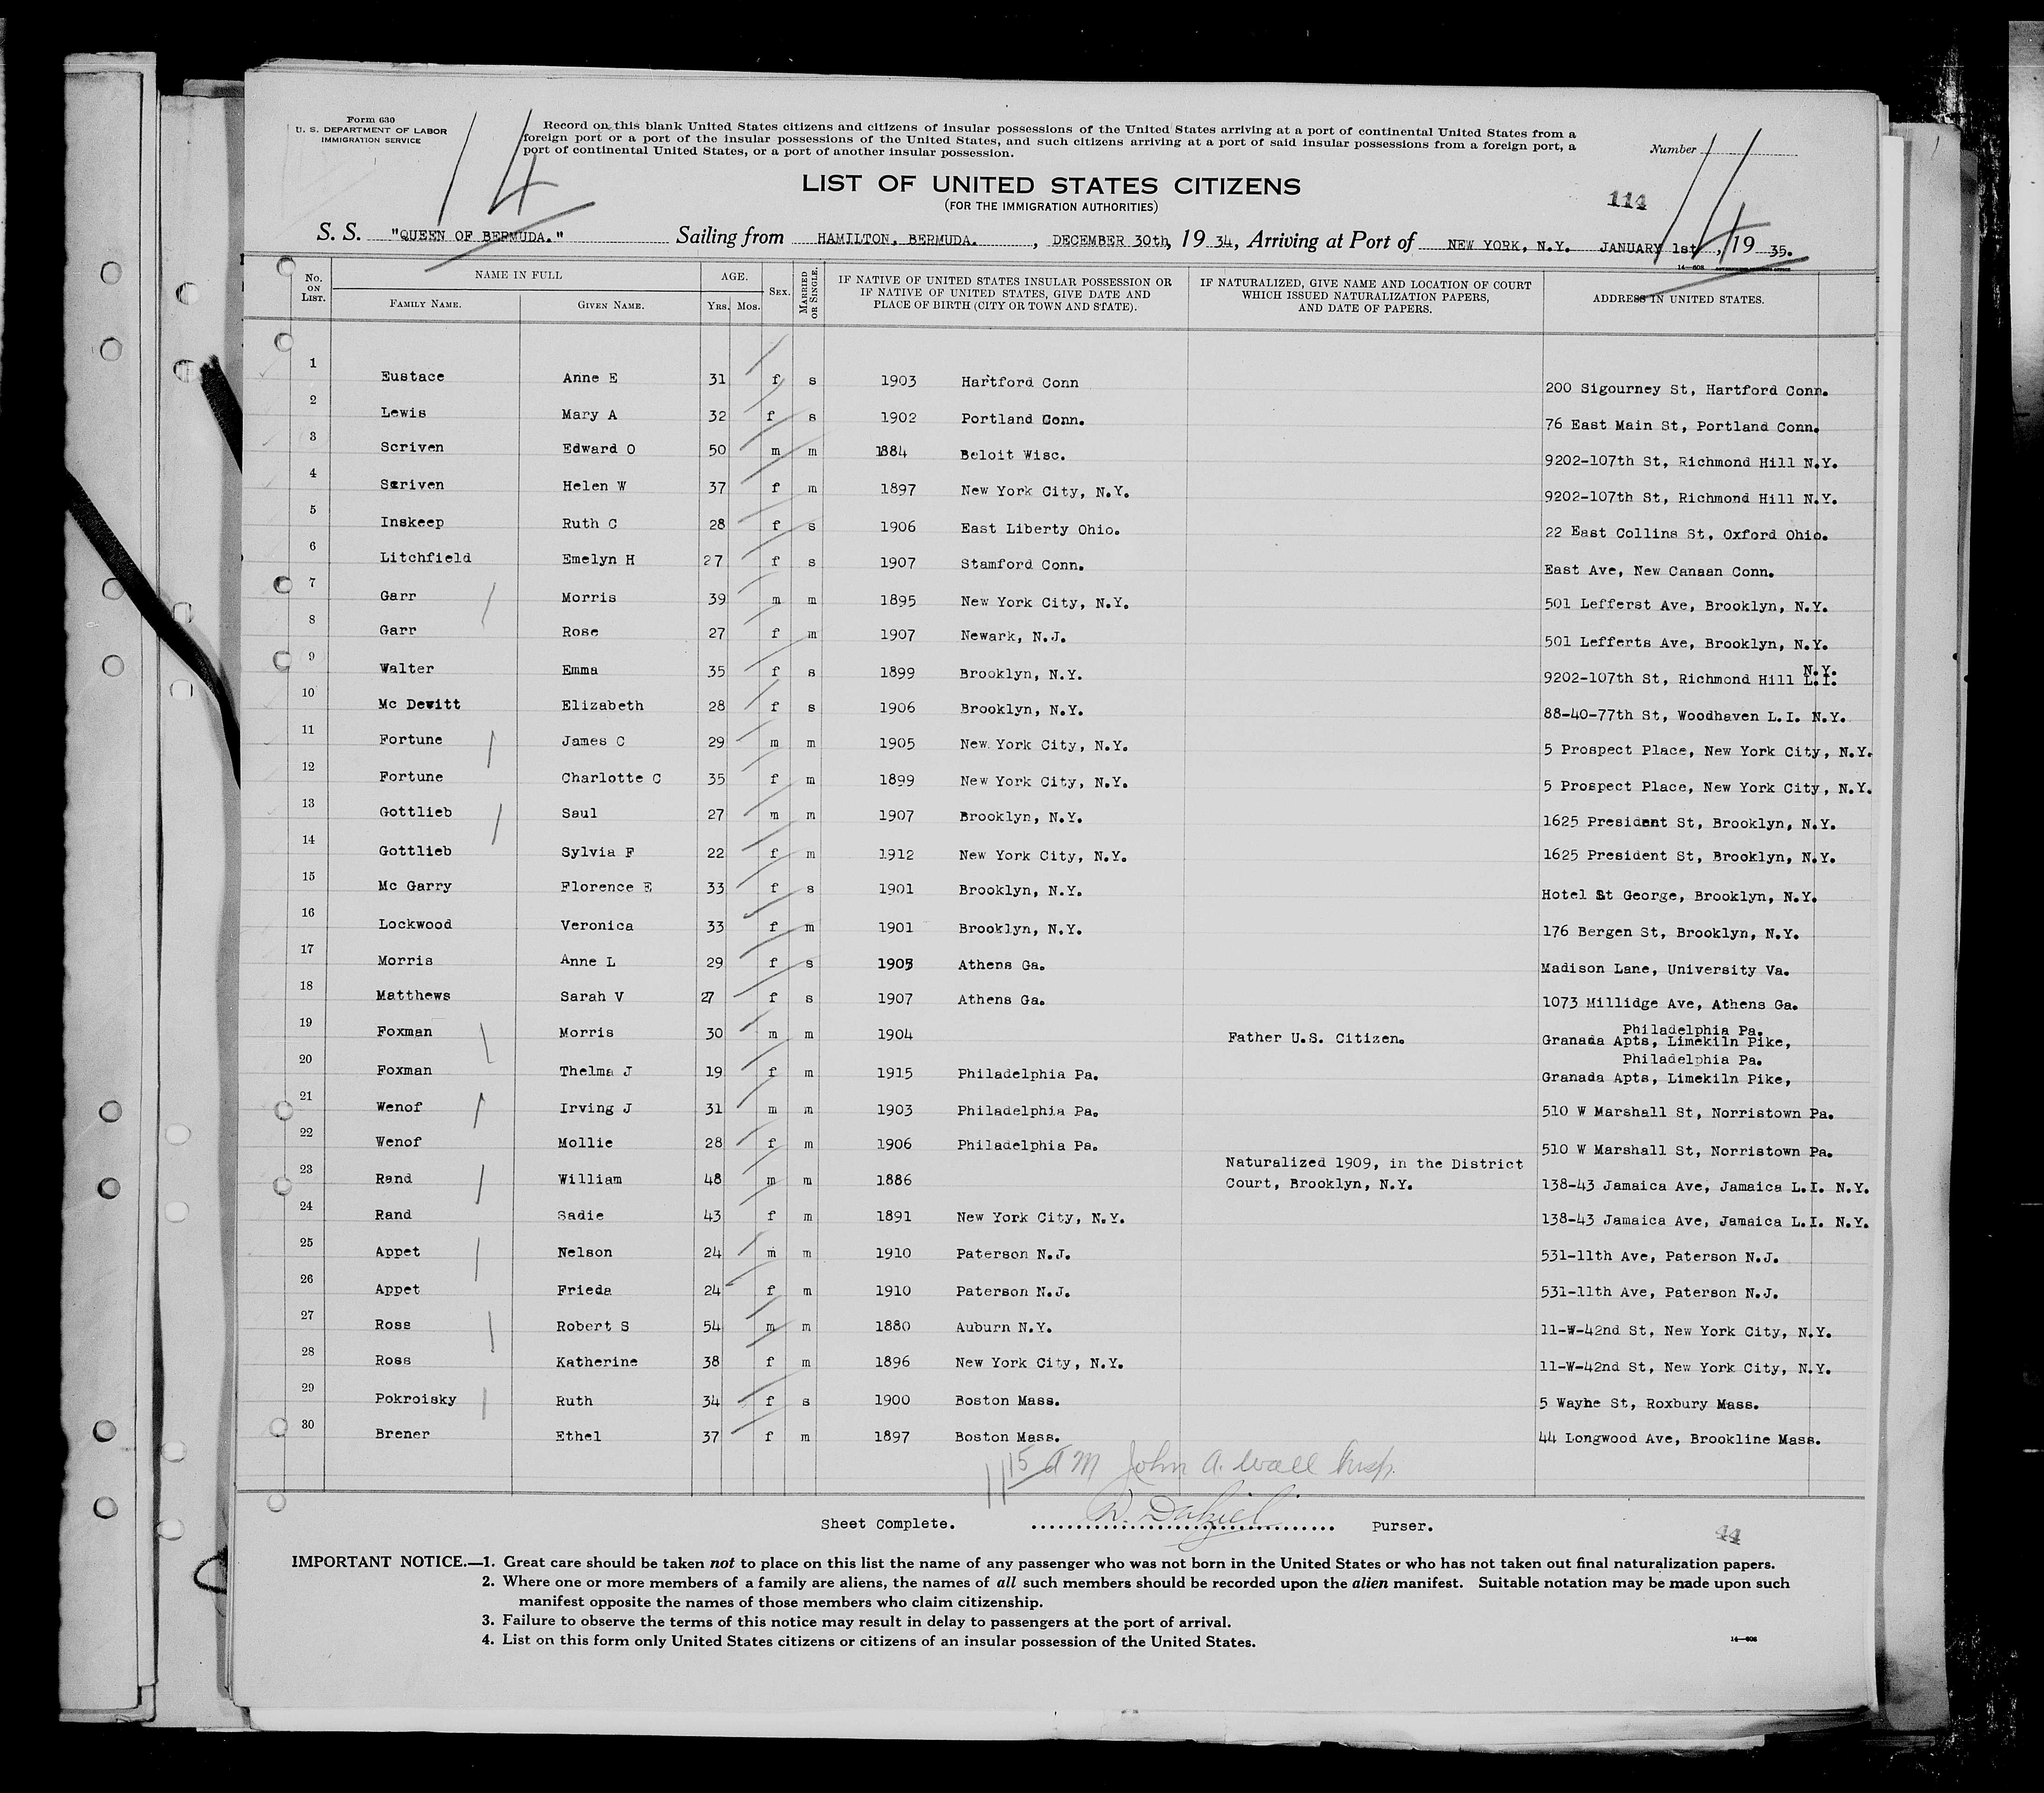 Form 630
U. S. DEPARTMENT OF LABOR
IMMIGRATION SERVICE
14
Record on this blank United States citizens and citizens of insular possessions of the United States arriving at a port of continental United States from a
foreign port or a port of the insular possessions of the United States, and such citizens arriving at a port of said insular possessions from a foreign port, a
port of continental United States, or a port of another insular possession.
Number 14
LIST OF UNITED STATES CITIZENS
(FOR THE IMMIGRATION AUTHORITIES)
114
S. S. "QUEEN OF BERMUDA." Sailing from HAMILTON, BERMUDA. , DECEMBER 30th, 19 34, Arriving at Port of NEW YORK, N.Y. JANUARY 1st, 19 35.
14—608
No. ON LIST. NAME IN FULL AGE. SEX. MARRIED OR SINGLE. IF NATIVE OF UNITED STATES INSULAR POSSESSION OR IF NATIVE OF UNITED STATES, GIVE DATE AND PLACE OF BIRTH (CITY OR TOWN AND STATE). IF NATURALIZED, GIVE NAME AND LOCATION OF COURT WHICH ISSUED NATURALIZATION PAPERS, AND DATE OF PAPERS. ADDRESS IN UNITED STATES.
FAMILY NAME. GIVEN NAME. YRS. MOS.
1 Eustace Anne E 31 f s 1903 Hartford Conn 200 Sigourney St, Hartford Conn.
2 Lewis Mary A 32 f s 1902 Portland Conn. 76 East Main St, Portland Conn.
3 Scriven Edward O 50 m m 1884 Beloit Wisc. 9202-107th St, Richmond Hill N.Y.
4 Scriven Helen W 37 f m 1897 New York City, N.Y. 9202-107th St, Richmond Hill N.Y.
5 Inskeep Ruth C 28 f s 1906 East Liberty Ohio. 22 East Collins St, Oxford Ohio.
6 Litchfield Emelyn H 27 f s 1907 Stamford Conn. East Ave, New Canaan Conn.
7 Garr Morris 39 m m 1895 New York City, N.Y. 501 Lefferst Ave, Brooklyn, N.Y.
8 Garr Rose 27 f m 1907 Newark, N.J. 501 Lefferts Ave, Brooklyn, N.Y.
9 Walter Emma 35 f s 1899 Brooklyn, N.Y. 9202-107th St, Richmond Hill L.I. N.Y.
10 Mc Dewitt Elizabeth 28 f s 1906 Brooklyn, N.Y. 88-40-77th St, Woodhaven L.I. N.Y.
11 Fortune James C 29 m m 1905 New York City, N.Y. 5 Prospect Place, New York City, N.Y.
12 Fortune Charlotte C 35 f m 1899 New York City, N.Y. 5 Prospect Place, New York City, N.Y.
13 Gottlieb Saul 27 m m 1907 Brooklyn, N.Y. 1625 President St, Brooklyn, N.Y.
14 Gottlieb Sylvia F 22 f m 1912 New York City, N.Y. 1625 President St, Brooklyn, N.Y.
15 Mc Garry Florence E 33 f s 1901 Brooklyn, N.Y. Hotel St George, Brooklyn, N.Y.
16 Lockwood Veronica 33 f m 1901 Brooklyn, N.Y. 176 Bergen St, Brooklyn, N.Y.
17 Morris Anne L 29 f s 1905 Athens Ga. Madison Lane, University Va.
18 Matthews Sarah V 27 f s 1907 Athens Ga. 1073 Millidge Ave, Athens Ga.
19 Foxman Morris 30 m m 1904 Father U.S. Citizen. Granada Apts, Limekiln Pike, Philadelphia Pa.
20 Foxman Thelma J 19 f m 1915 Philadelphia Pa. Granada Apts, Limekiln Pike, Philadelphia Pa.
21 Wenof Irving J 31 m m 1903 Philadelphia Pa. 510 W Marshall St, Norristown Pa.
22 Wenof Mollie 28 f m 1906 Philadelphia Pa. 510 W Marshall St, Norristown Pa.
23 Rand William 48 m m 1886 Naturalized 1909, in the District Court, Brooklyn, N.Y. 138-43 Jamaica Ave, Jamaica L.I. N.Y.
24 Rand Sadie 43 f m 1891 New York City, N.Y. 138-43 Jamaica Ave, Jamaica L.I. N.Y.
25 Appet Nelson 24 m m 1910 Paterson N.J. 531-11th Ave, Paterson N.J.
26 Appet Frieda 24 f m 1910 Paterson N.J. 531-11th Ave, Paterson N.J.
27 Ross Robert S 54 m m 1880 Auburn N.Y. 11-W-42nd St, New York City, N.Y.
28 Ross Katherine 38 f m 1896 New York City, N.Y. 11-W-42nd St, New York City, N.Y.
29 Pokroisky Ruth 34 f s 1900 Boston Mass. 5 Wayne St, Roxbury Mass.
30 Brener Ethel 37 f m 1897 Boston Mass. 44 Longwood Ave, Brookline Mass.
11 15 AM John A. Wall Insp.
Sheet Complete. R. Dalziel Purser.
44
IMPORTANT NOTICE.—1. Great care should be taken not to place on this list the name of any passenger who was not born in the United States or who has not taken out final naturalization papers.
2. Where one or more members of a family are aliens, the names of all such members should be recorded upon the alien manifest. Suitable notation may be made upon such
manifest opposite the names of those members who claim citizenship.
3. Failure to observe the terms of this notice may result in delay to passengers at the port of arrival.
4. List on this form only United States citizens or citizens of an insular possession of the United States.
14—608